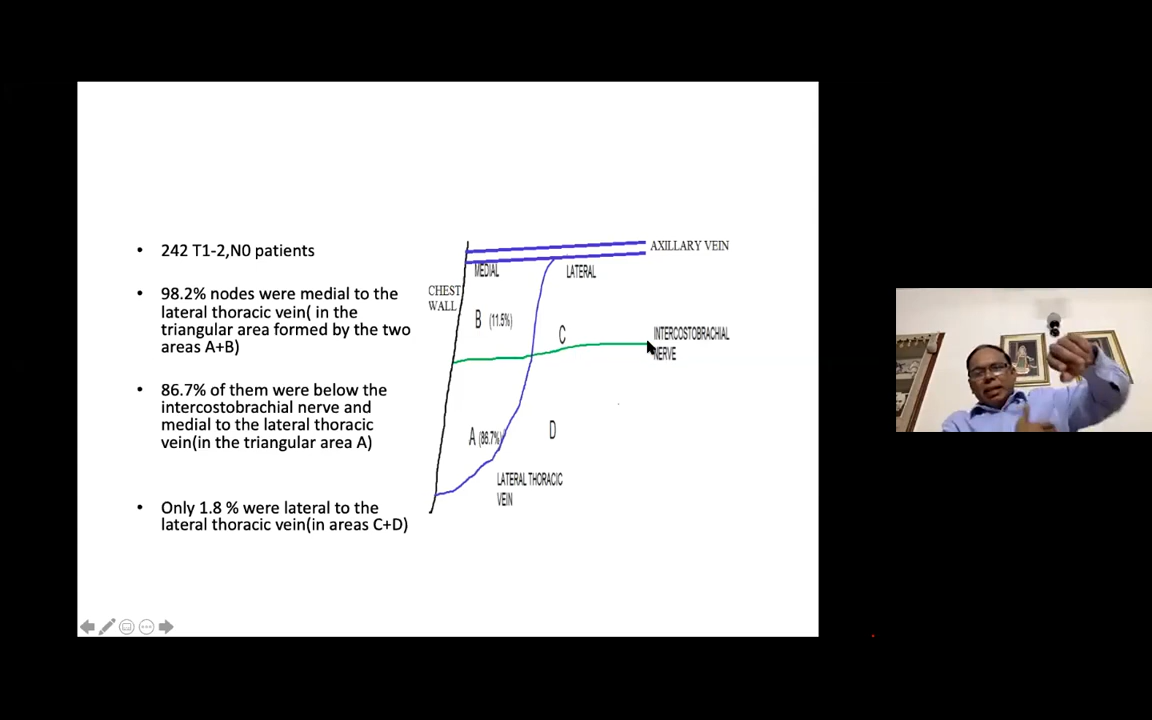 • 242 T1-2,N0 patients
• 98.2% nodes were medial to the
lateral thoracic vein( in the
triangular area formed by the two
areas A+B)
• 86.7% of them were below the
intercostobrachial nerve and
medial to the lateral thoracic
vein(in the triangular area A)
• Only 1.8 % were lateral to the
lateral thoracic vein(in areas C+D)
AXILLARY VEIN
MEDIAL
LATERAL
CHEST
WALL
B (11.5%)
C
INTERCOSTOBRACHIAL
NERVE
A (86.7%)
D
LATERAL THORACIC
VEIN